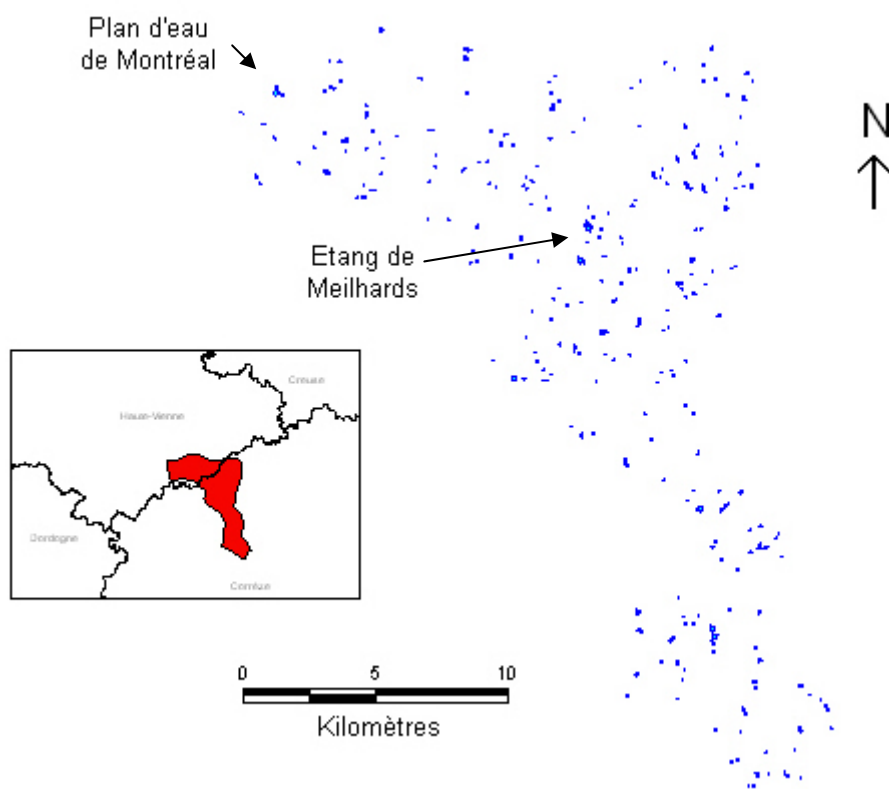 Plan d'eau
de Montréal
N
Etang de
Meilhards
Creuse
Haute-Vienne
Dordogne
Corrèze
0 5 10
Kilomètres